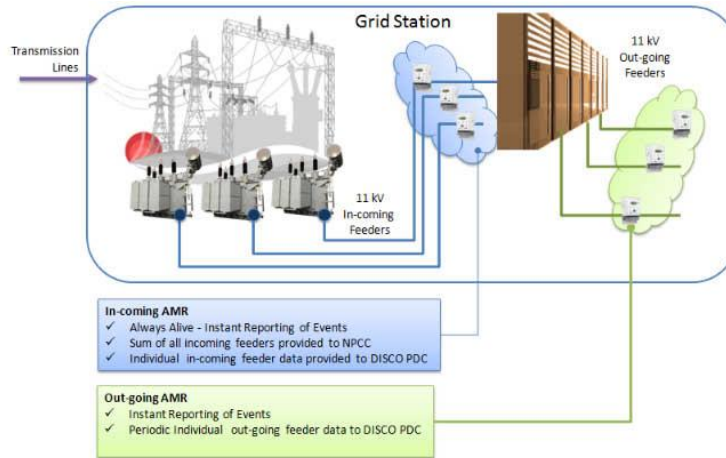 Grid Station
Transmission
Lines
11 kV
Out-going
Feeders
11 kV
In-coming
Feeders
In-coming AMR
✓ Always Alive - Instant Reporting of Events
✓ Sum of all incoming feeders provided to NPCC
✓ Individual in-coming feeder data provided to DISCO PDC
Out-going AMR
✓ Instant Reporting of Events
✓ Periodic Individual out-going feeder data to DISCO PDC